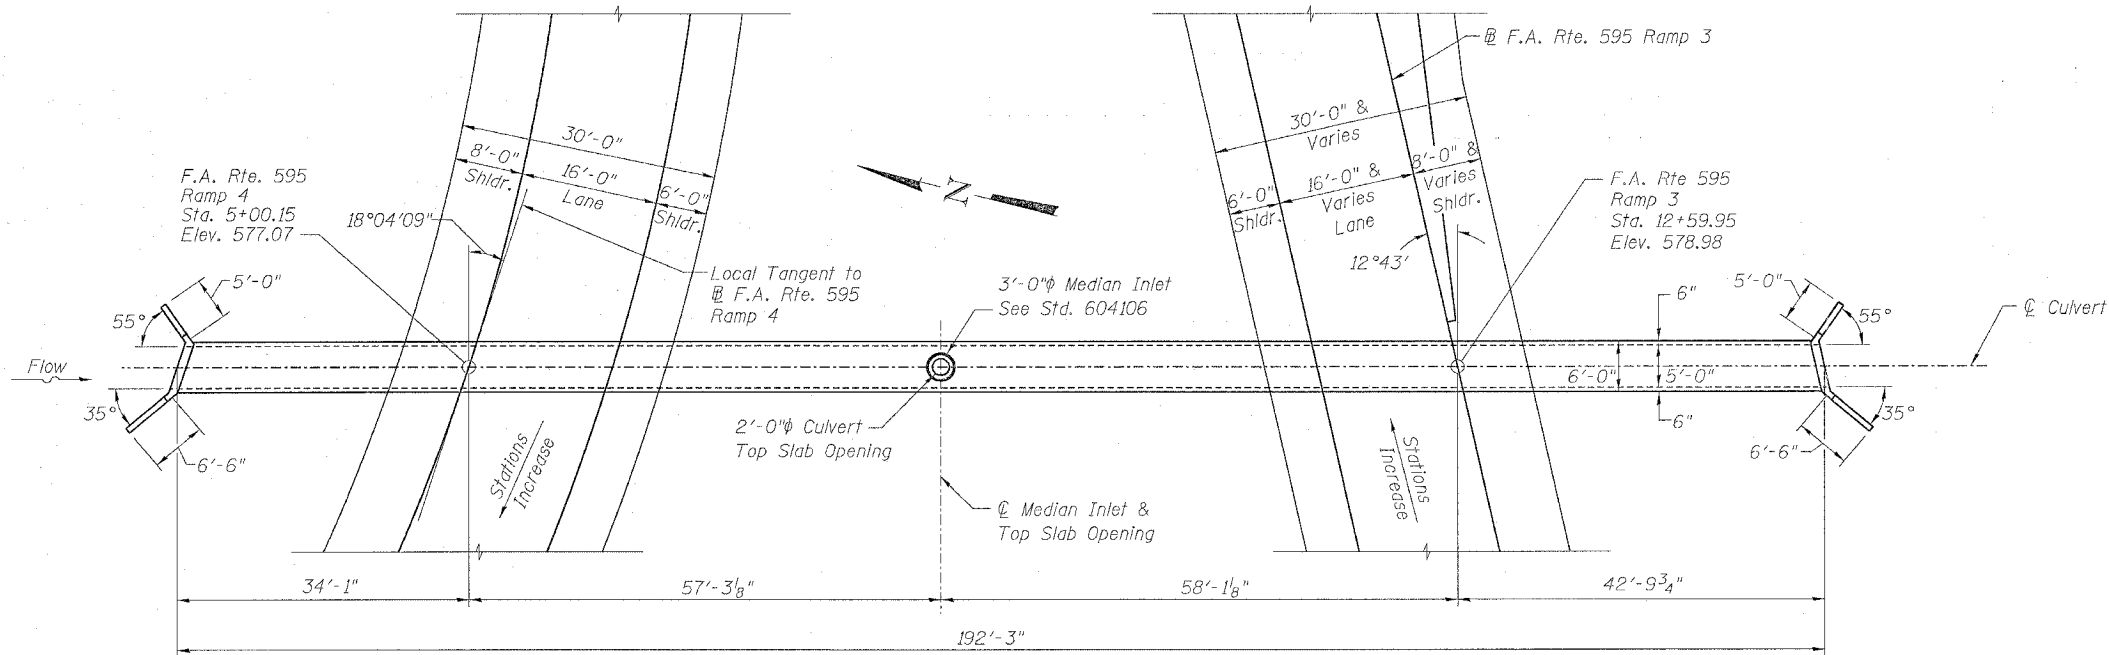 ℄ F.A. Rte. 595 Ramp 3
30'-0" &
Varies
30'-0"
8'-0"
Shldr.
16'-0"
Lane
6'-0"
Shldr.
8'-0" &
Varies
Shldr.
16'-0" &
Varies
Lane
6'-0"
Shldr.
F.A. Rte. 595
Ramp 4
Sta. 5+00.15
Elev. 577.07
18°04'09"
N
F.A. Rte 595
Ramp 3
Sta. 12+59.95
Elev. 578.98
12°43'
Local Tangent to
℄ F.A. Rte. 595
Ramp 4
3'-0"ϕ Median Inlet
See Std. 604106
5'-0"
55°
5'-0"
55°
6"
℄ Culvert
Flow
6'-0"
5'-0"
6"
35°
6'-6"
35°
6'-6"
2'-0"ϕ Culvert
Top Slab Opening
Stations
Increase
Stations
Increase
℄ Median Inlet &
Top Slab Opening
34'-1"
57'-3⅛"
58'-1⅛"
42'-9¾"
192'-3"